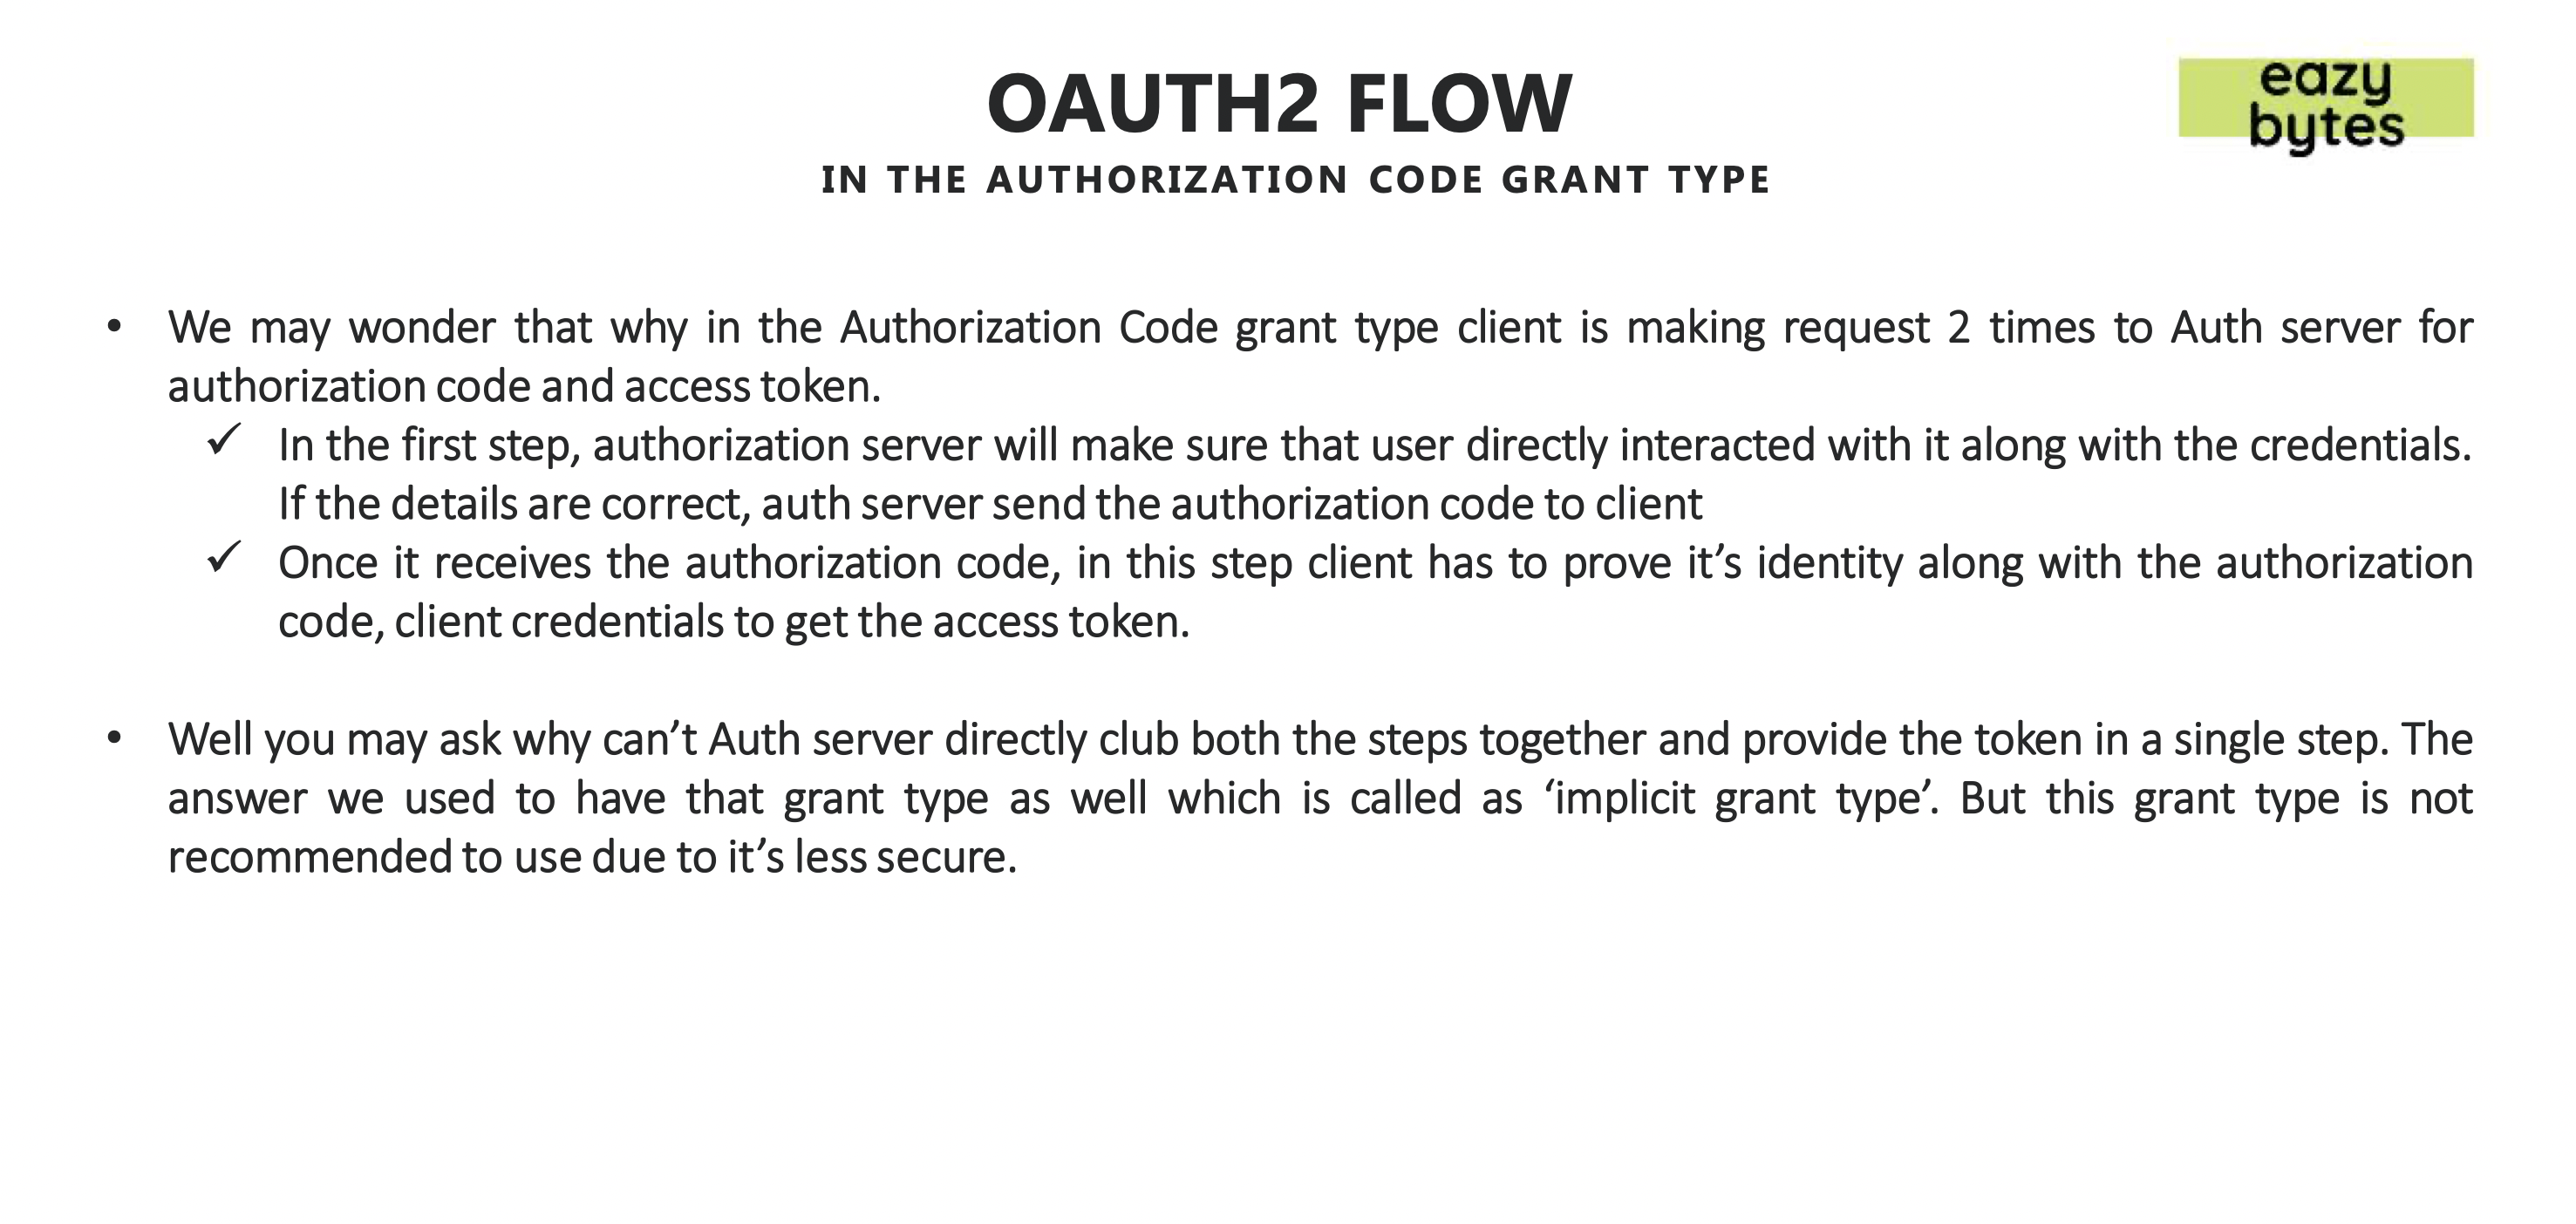 OAUTH2 FLOW
eazy
bytes
IN THE AUTHORIZATION CODE GRANT TYPE
• We may wonder that why in the Authorization Code grant type client is making request 2 times to Auth server for
authorization code and access token.
✓ In the first step, authorization server will make sure that user directly interacted with it along with the credentials.
If the details are correct, auth server send the authorization code to client
✓ Once it receives the authorization code, in this step client has to prove it’s identity along with the authorization
code, client credentials to get the access token.
• Well you may ask why can’t Auth server directly club both the steps together and provide the token in a single step. The
answer we used to have that grant type as well which is called as ‘implicit grant type’. But this grant type is not
recommended to use due to it’s less secure.